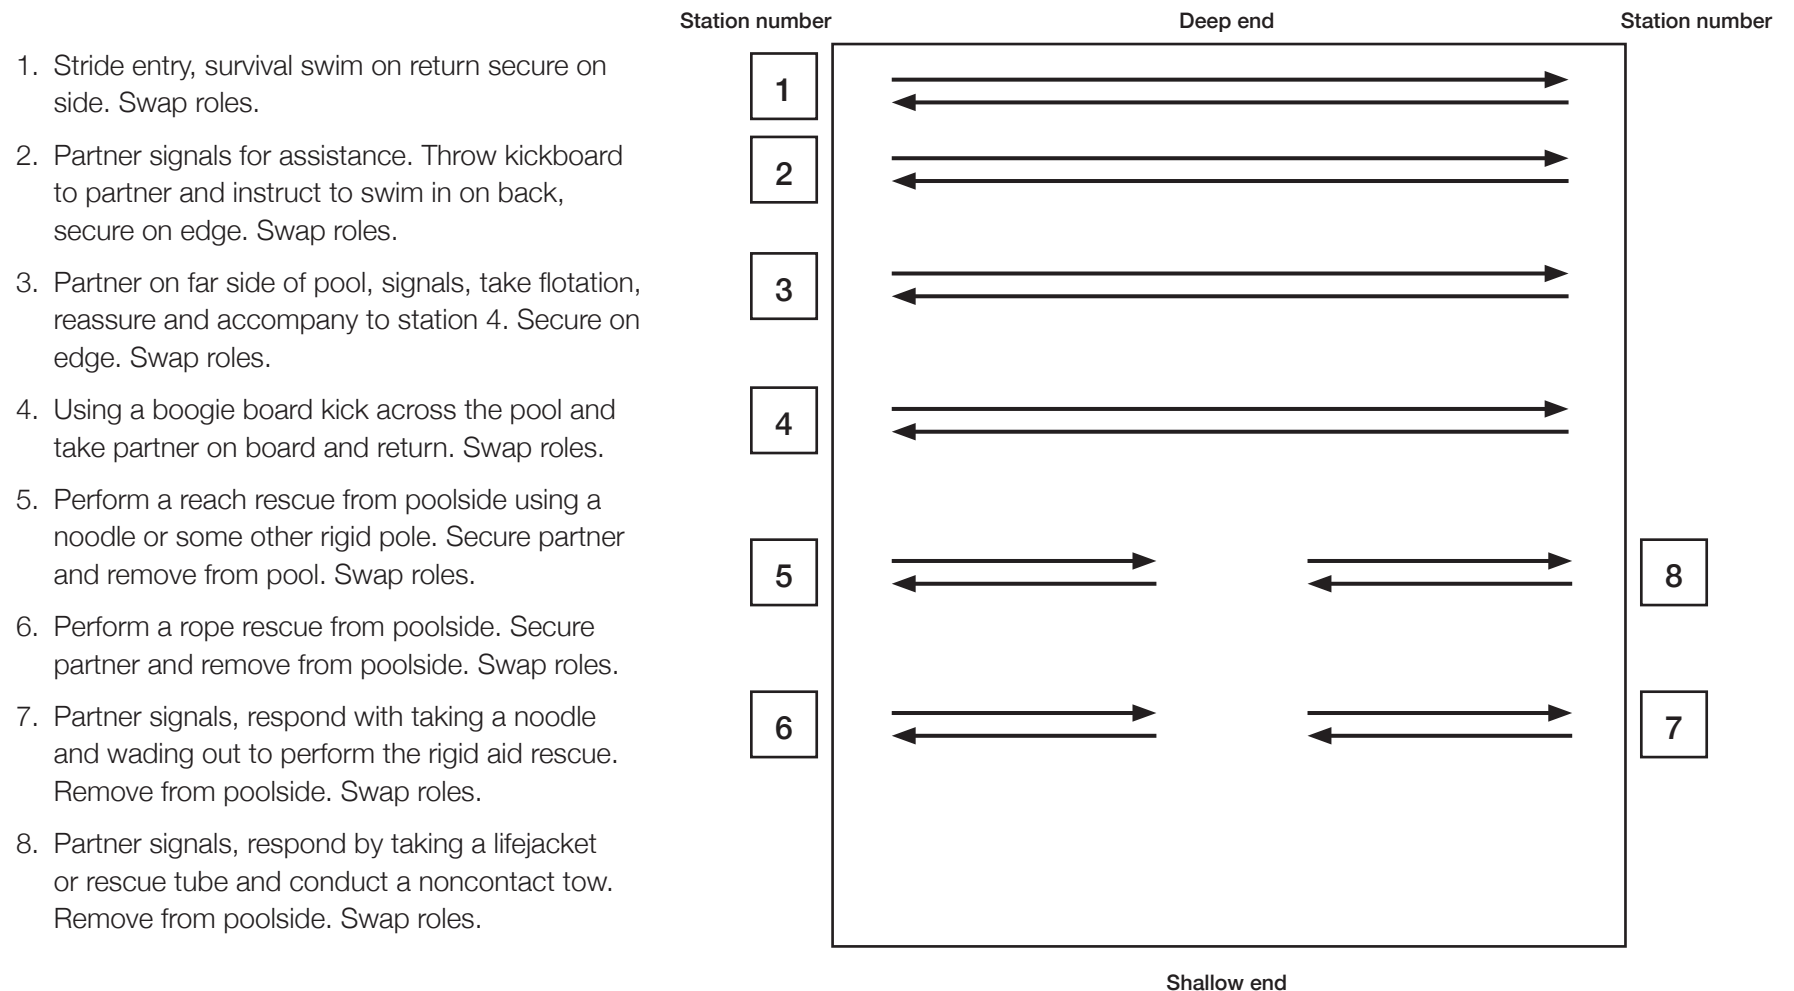 Station number
Deep end
Station number
1. Stride entry, survival swim on return secure on
side. Swap roles.
2. Partner signals for assistance. Throw kickboard
to partner and instruct to swim in on back,
secure on edge. Swap roles.
3. Partner on far side of pool, signals, take flotation,
reassure and accompany to station 4. Secure on
edge. Swap roles.
4. Using a boogie board kick across the pool and
take partner on board and return. Swap roles.
5. Perform a reach rescue from poolside using a
noodle or some other rigid pole. Secure partner
and remove from pool. Swap roles.
6. Perform a rope rescue from poolside. Secure
partner and remove from poolside. Swap roles.
7. Partner signals, respond with taking a noodle
and wading out to perform the rigid aid rescue.
Remove from poolside. Swap roles.
8. Partner signals, respond by taking a lifejacket
or rescue tube and conduct a noncontact tow.
Remove from poolside. Swap roles.
1
2
3
4
5
8
6
7
Shallow end